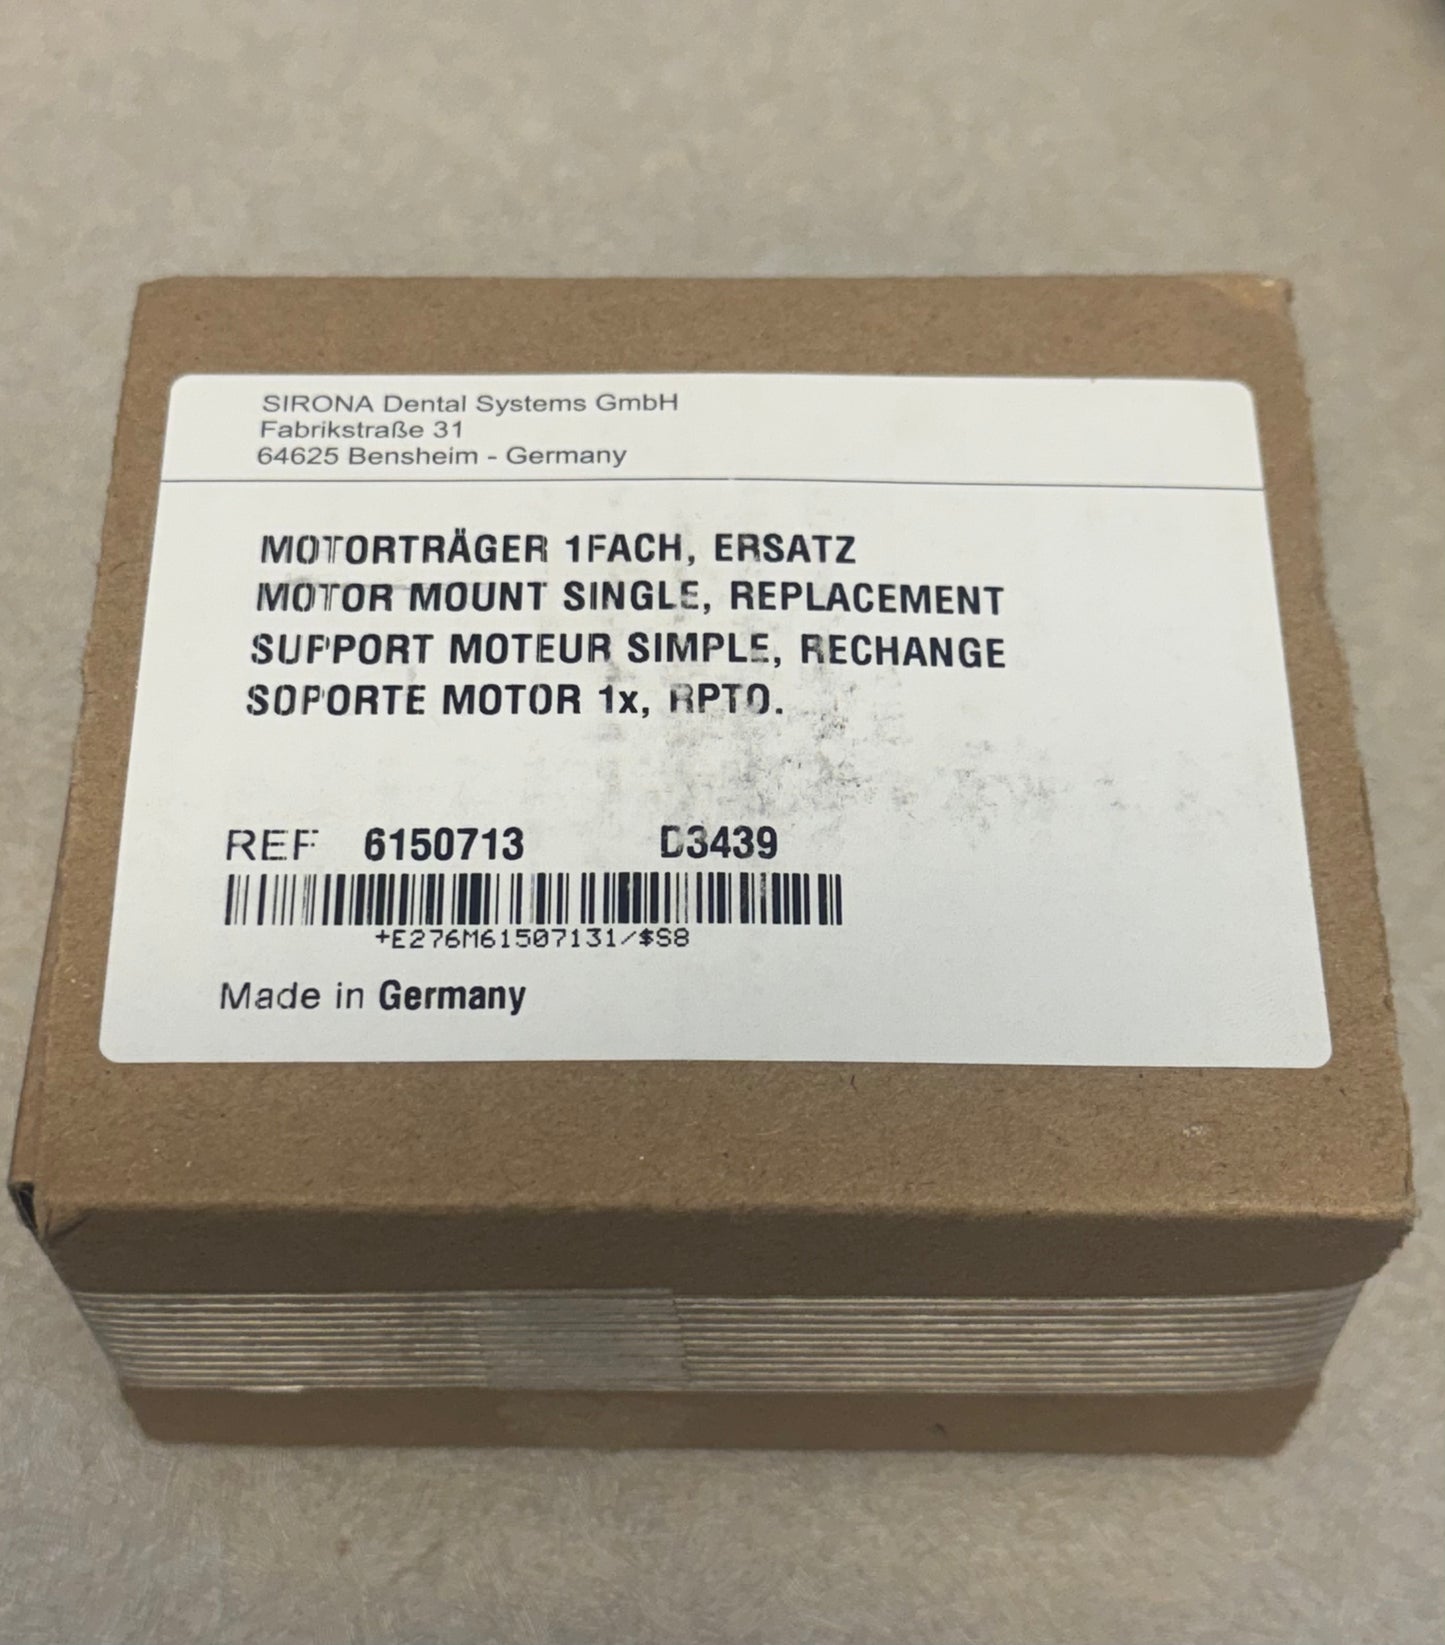 SIRONA Dental Systems GmbH
Fabrikstraße 31
64625 Bensheim - Germany
MOTORTRÄGER 1FACH, ERSATZ
MOTOR MOUNT SINGLE, REPLACEMENT
SUPPORT MOTEUR SIMPLE, RECHANGE
SOPORTE MOTOR 1x, RPTO.
REF 6150713 D3439
+E276M61507131/$S8
Made in Germany